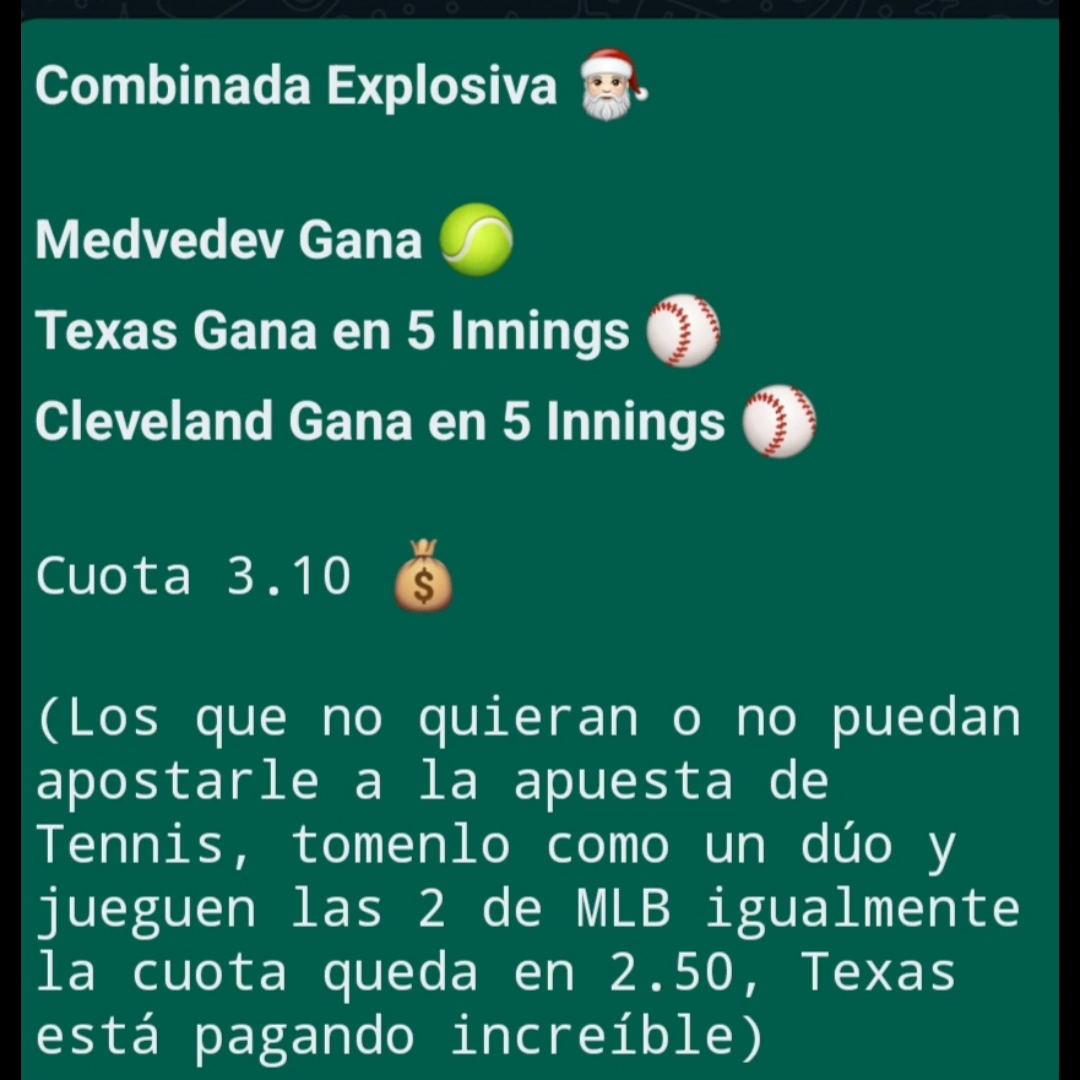 Combinada Explosiva 🎅🏻
Medvedev Gana 🎾
Texas Gana en 5 Innings ⚾
Cleveland Gana en 5 Innings ⚾
Cuota 3.10 💰
(Los que no quieran o no puedan
apostarle a la apuesta de
Tennis, tomenlo como un dúo y
jueguen las 2 de MLB igualmente
la cuota queda en 2.50, Texas
está pagando increíble)